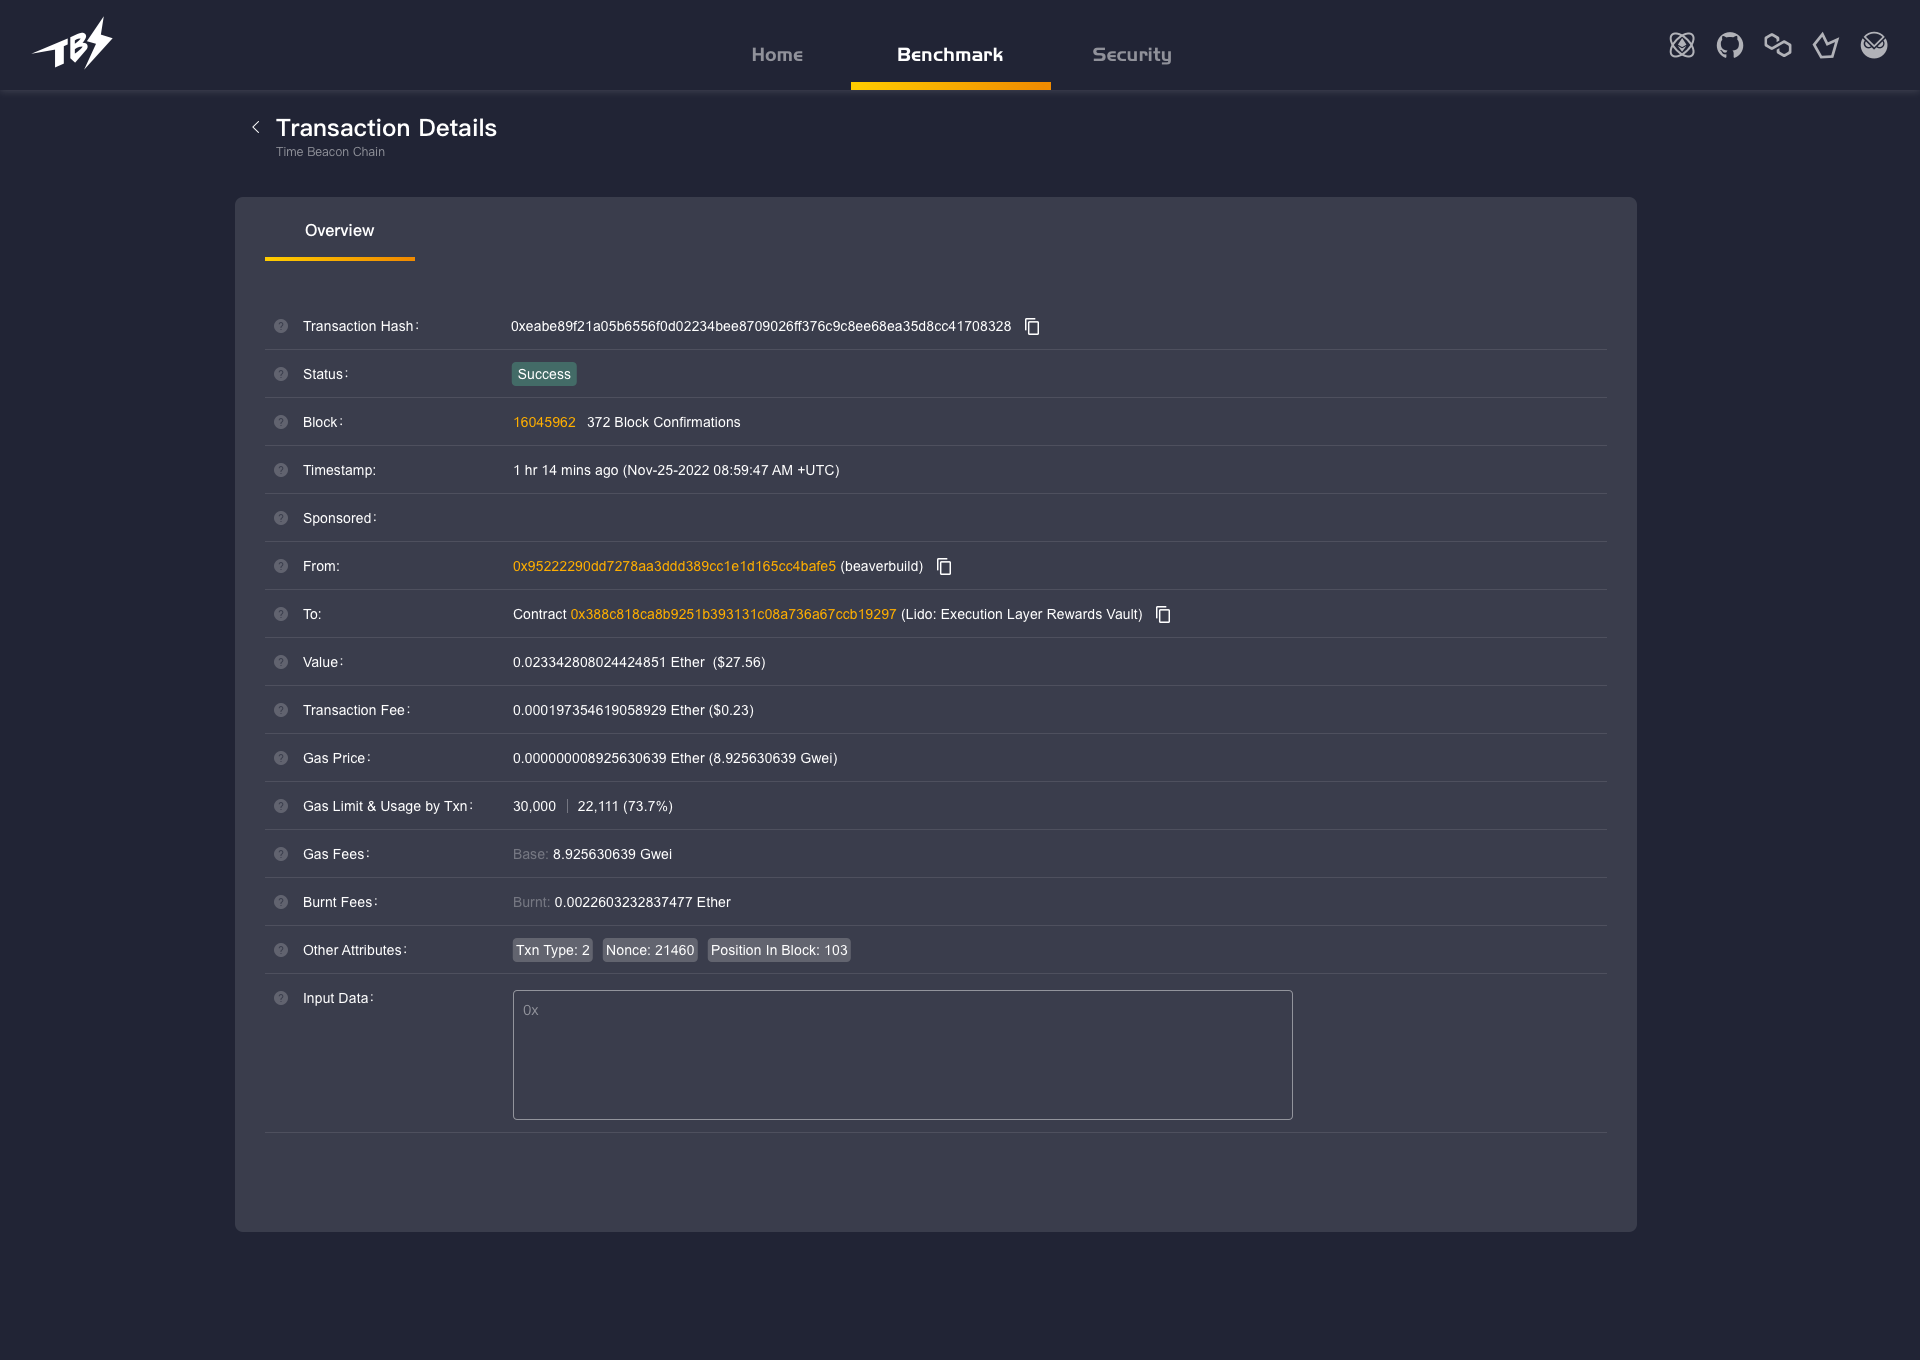 TBS
Home Benchmark Security
Transaction Details
Time Beacon Chain
Overview
Transaction Hash: 0xeabe89f21a05b6556f0d02234bee8709026ff376c9c8ee68ea35d8cc41708328
Status: Success
Block: 16045962 372 Block Confirmations
Timestamp: 1 hr 14 mins ago (Nov-25-2022 08:59:47 AM +UTC)
Sponsored:
From: 0x95222290dd7278aa3ddd389cc1e1d165cc4bafe5 (beaverbuild)
To: Contract 0x388c818ca8b9251b393131c08a736a67ccb19297 (Lido: Execution Layer Rewards Vault)
Value: 0.023342808024424851 Ether ($27.56)
Transaction Fee: 0.000197354619058929 Ether ($0.23)
Gas Price: 0.000000008925630639 Ether (8.925630639 Gwei)
Gas Limit & Usage by Txn: 30,000 | 22,111 (73.7%)
Gas Fees: Base: 8.925630639 Gwei
Burnt Fees: Burnt: 0.0022603232837477 Ether
Other Attributes: Txn Type: 2 Nonce: 21460 Position In Block: 103
Input Data: 0x